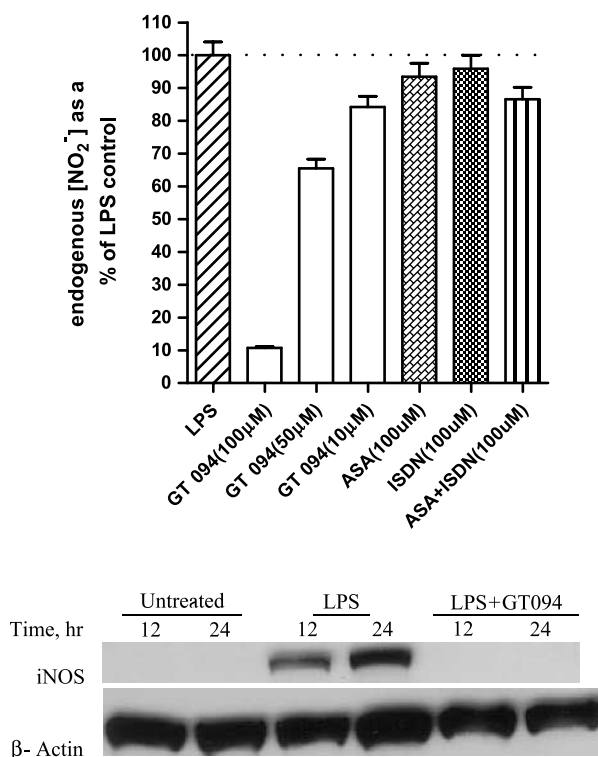 endogenous [NO2-] as a
% of LPS control
110
100
90
80
70
60
50
40
30
20
10
0
LPS
GT 094(100μM)
GT 094(50μM)
GT 094(10μM)
ASA(100uM)
ISDN(100uM)
ASA+ISDN(100uM)
Untreated LPS LPS+GT094
Time, hr 12 24 12 24 12 24
iNOS
β- Actin